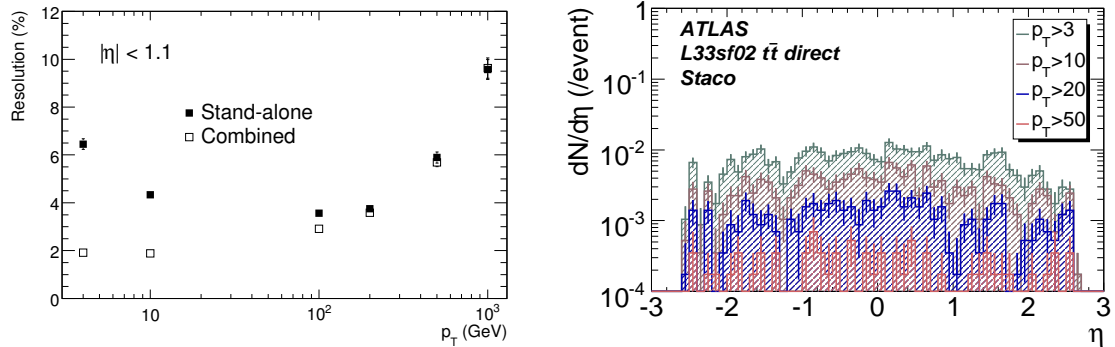 Resolution (%)
12
10
8
6
4
2
0
|η| < 1.1
Stand-alone
Combined
10
10²
10³
p_T (GeV)
dN/dη (/event)
1
10⁻¹
10⁻²
10⁻³
10⁻⁴
ATLAS
L33sf02 tt̄ direct
Staco
p_T>3
p_T>10
p_T>20
p_T>50
-3
-2
-1
0
1
2
3
η